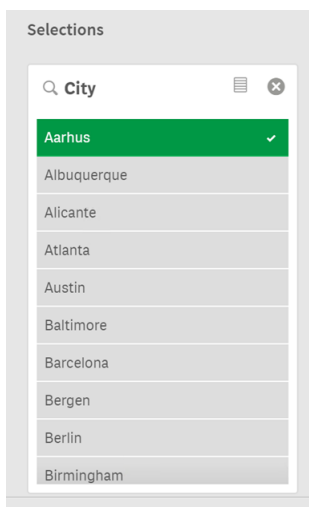 Selections
City
Aarhus
Albuquerque
Alicante
Atlanta
Austin
Baltimore
Barcelona
Bergen
Berlin
Birmingham